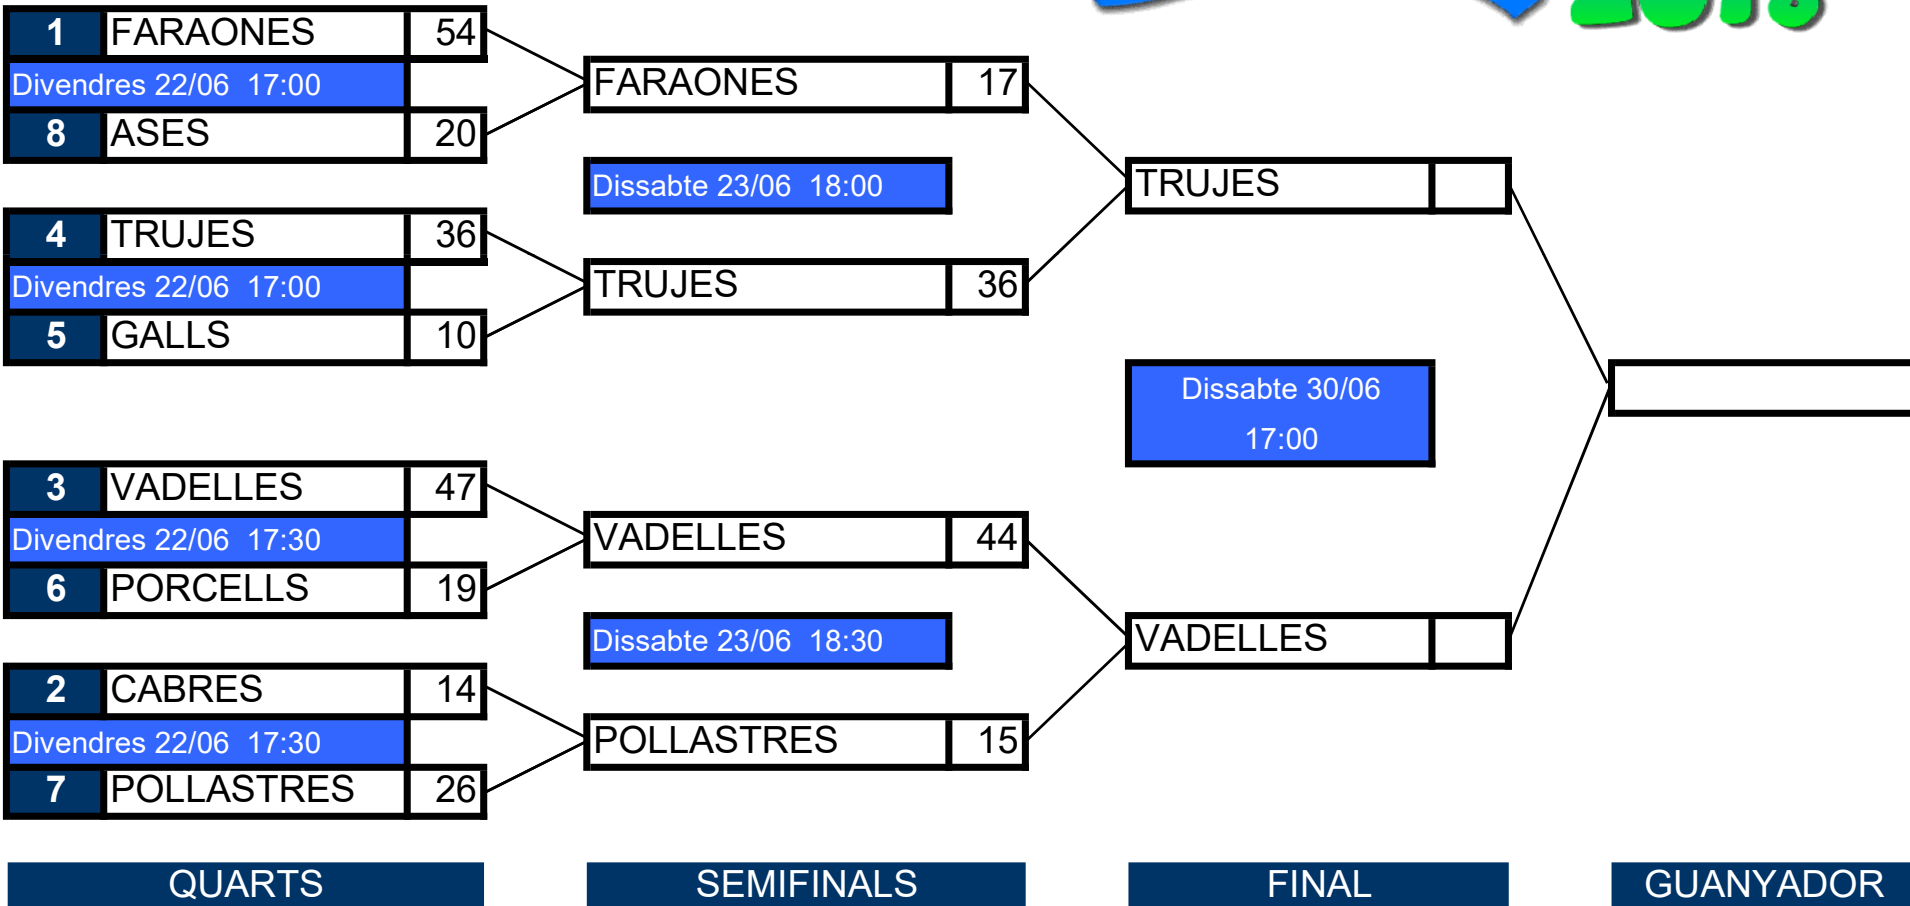 2018
1 FARAONES 54
Divendres 22/06 17:00
8 ASES 20
FARAONES 17
Dissabte 23/06 18:00
4 TRUJES 36
Divendres 22/06 17:00
5 GALLS 10
TRUJES 36
TRUJES
Dissabte 30/06
17:00
3 VADELLES 47
Divendres 22/06 17:30
6 PORCELLS 19
VADELLES 44
Dissabte 23/06 18:30
2 CABRES 14
Divendres 22/06 17:30
7 POLLASTRES 26
POLLASTRES 15
VADELLES
QUARTS
SEMIFINALS
FINAL
GUANYADOR